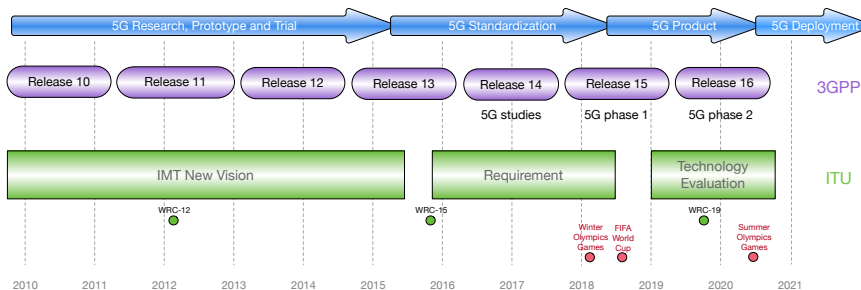 5G Research, Prototype and Trial 5G Standardization 5G Product 5G Deployment
Release 10 Release 11 Release 12 Release 13 Release 14 Release 15 Release 16
3GPP
5G studies 5G phase 1 5G phase 2
IMT New Vision Requirement Technology
Evaluation
ITU
WRC-12 WRC-15 WRC-19
Winter
Olympics
Games
FIFA
World
Cup
Summer
Olympics
Games
2010 2011 2012 2013 2014 2015 2016 2017 2018 2019 2020 2021